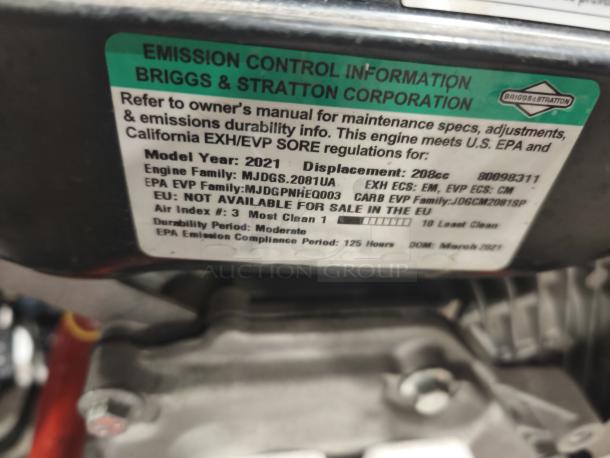 EMISSION CONTROL INFORMATION
BRIGGS & STRATTON CORPORATION
BRIGGS&STRATTON
Refer to owner's manual for maintenance specs, adjustments,
& emissions durability info. This engine meets U.S. EPA and
California EXH/EVP SORE regulations for:
Model Year: 2021 Displacement: 208cc 80098311
Engine Family: MJDGS.2081UA EXH ECS: EM, EVP ECS: CM
EPA EVP Family:MJDGPNHEQ003 CARB EVP Family:JDGCM2081SP
EU: NOT AVAILABLE FOR SALE IN THE EU
Air Index #: 3 Most Clean 1 10 Least Clean
Durability Period: Moderate
EPA Emission Compliance Period: 125 Hours DOM: March 2021
AUCTION GROUP